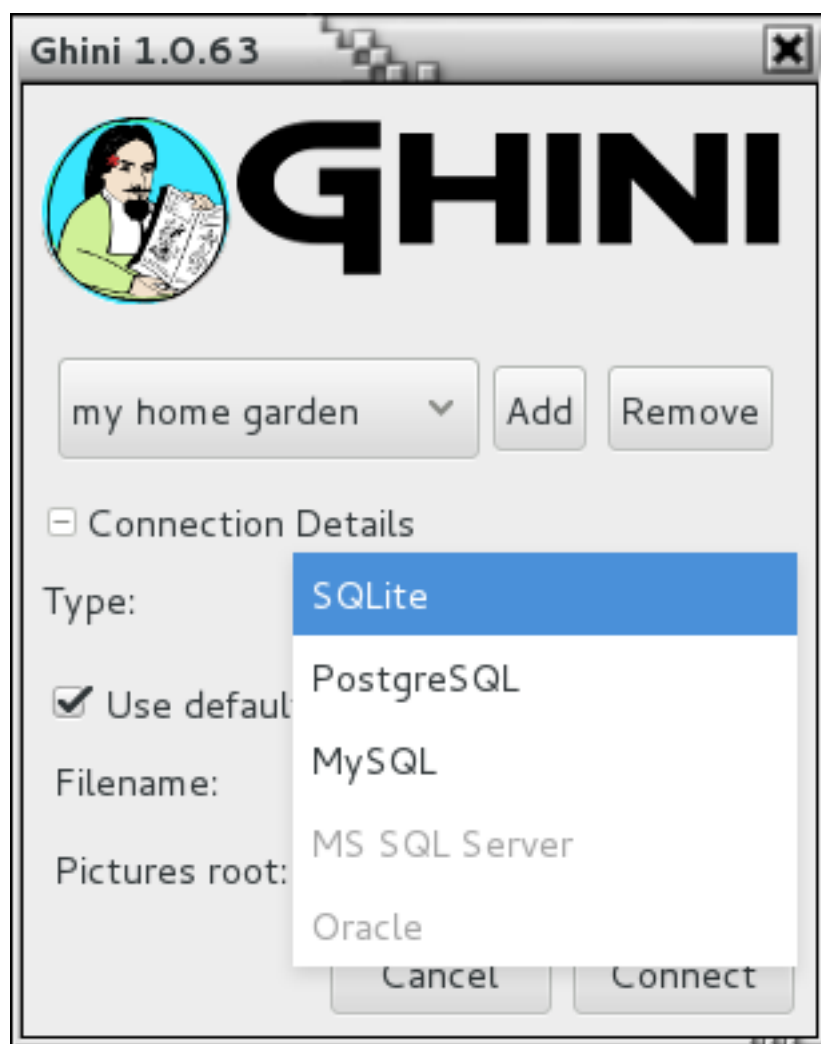 Ghini 1.0.63
GHINI
my home garden
Add
Remove
Connection Details
Type:
SQLite
PostgreSQL
MySQL
MS SQL Server
Oracle
Use defaul
Filename:
Pictures root:
Cancel
Connect